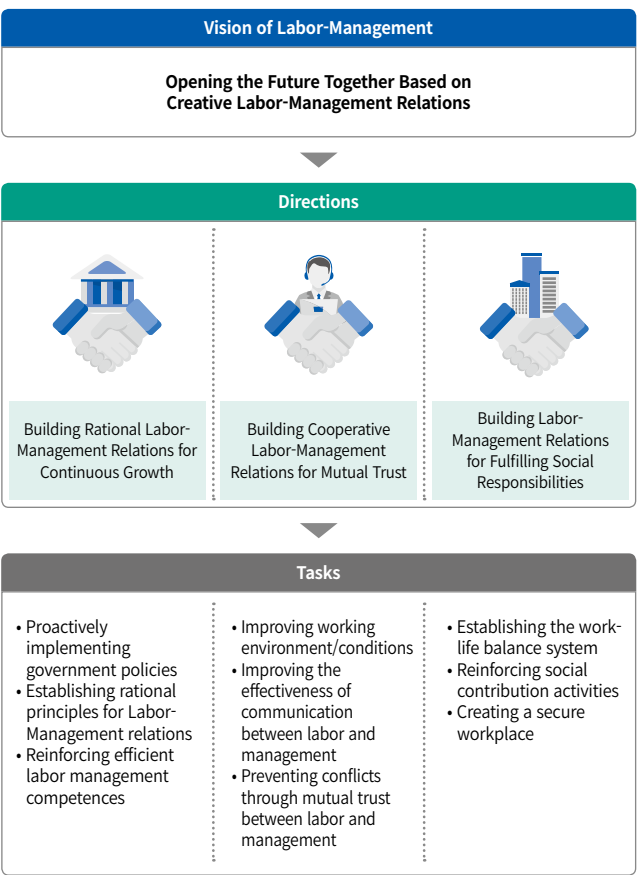 Vision of Labor-Management
Opening the Future Together Based on
Creative Labor-Management Relations
Directions
Building Rational Labor-
Management Relations for
Continuous Growth
Building Cooperative
Labor-Management
Relations for Mutual Trust
Building Labor-
Management Relations
for Fulfilling Social
Responsibilities
Tasks
• Proactively
implementing
government policies
• Establishing rational
principles for Labor-
Management relations
• Reinforcing efficient
labor management
competences
• Improving working
environment/conditions
• Improving the
effectiveness of
communication
between labor and
management
• Preventing conflicts
through mutual trust
between labor and
management
• Establishing the work-
life balance system
• Reinforcing social
contribution activities
• Creating a secure
workplace